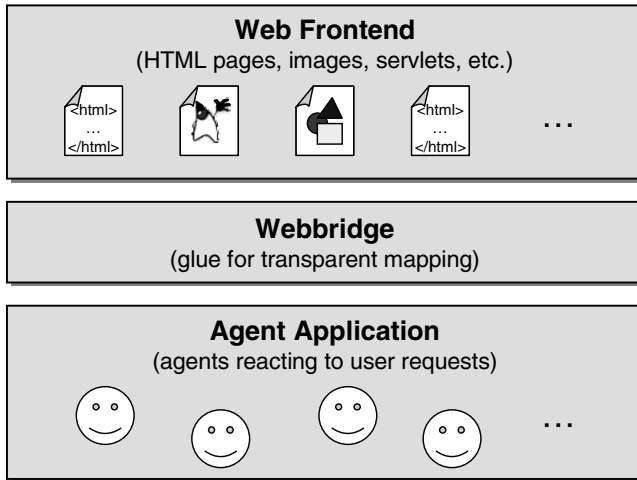 Web Frontend
(HTML pages, images, servlets, etc.)
<html>
...
</html>
<html>
...
</html>
...
Webbridge
(glue for transparent mapping)
Agent Application
(agents reacting to user requests)
...